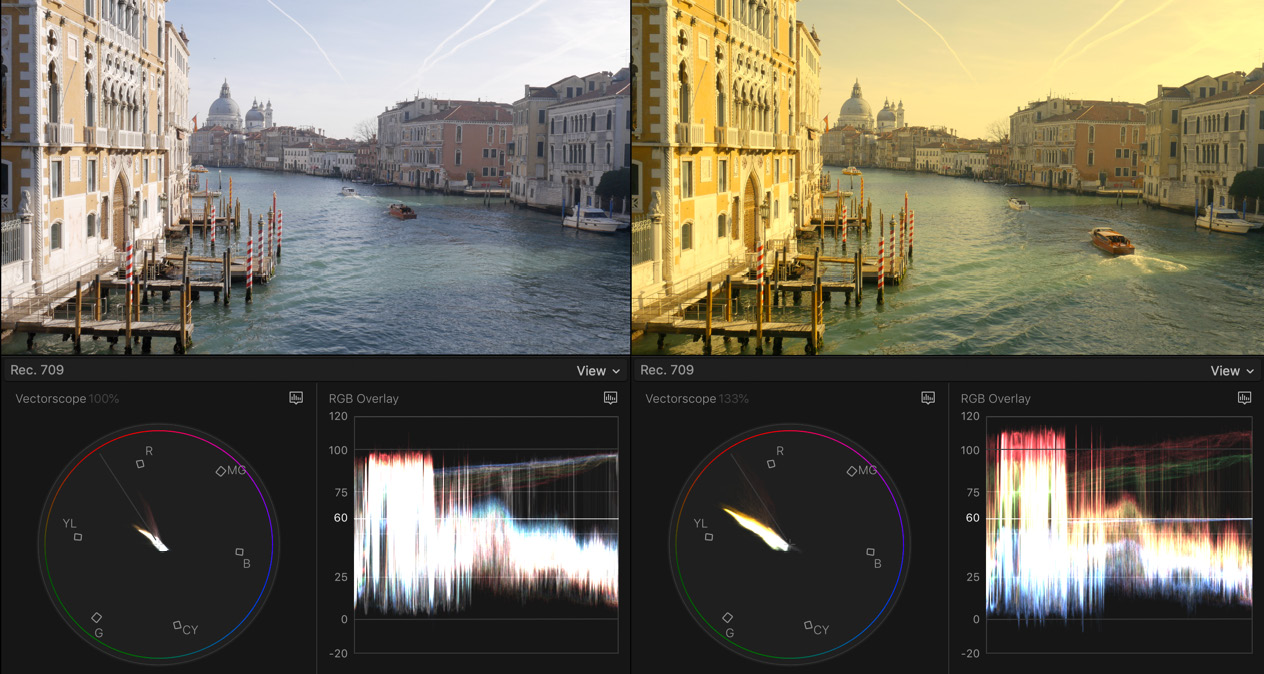 Rec. 709
View
Rec. 709
View
Vectorscope 100%
RGB Overlay
Vectorscope 133%
RGB Overlay
R
MG
YL
B
G
CY
120
100
75
60
25
0
-20
R
MG
YL
B
G
CY
120
100
75
60
25
0
-20